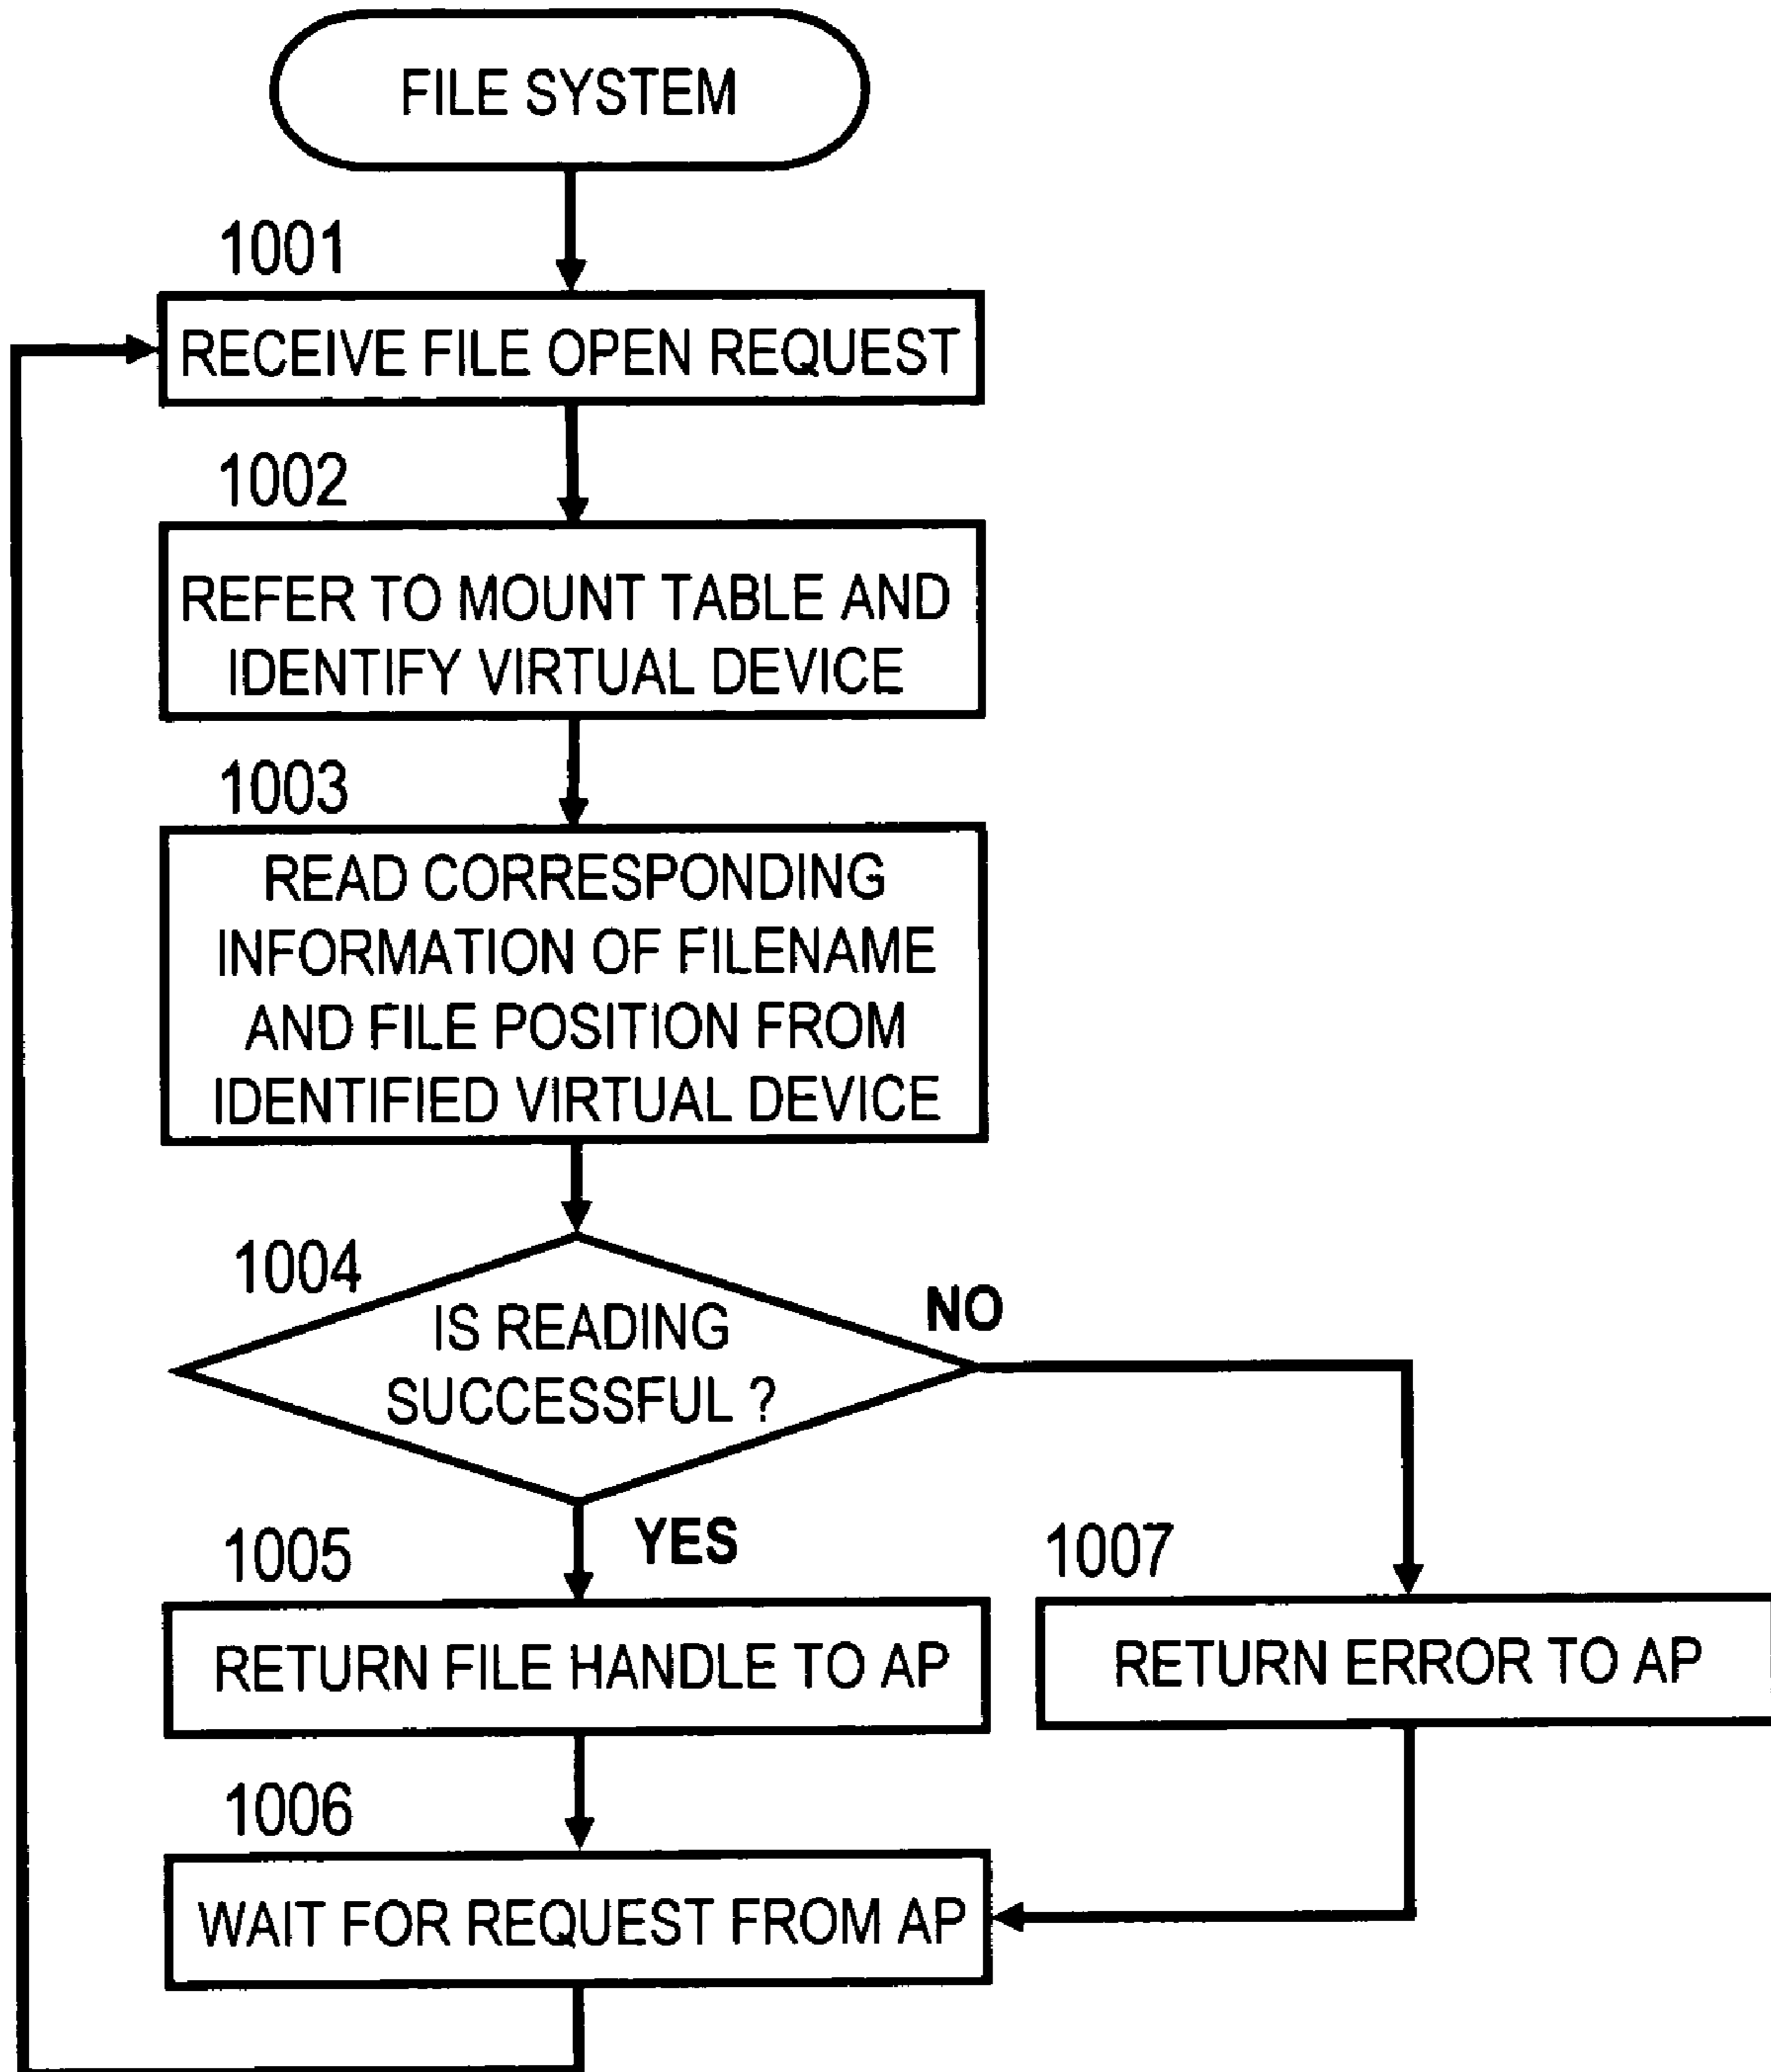 FILE SYSTEM
1001
RECEIVE FILE OPEN REQUEST
1002
REFER TO MOUNT TABLE AND
IDENTIFY VIRTUAL DEVICE
1003
READ CORRESPONDING
INFORMATION OF FILENAME
AND FILE POSITION FROM
IDENTIFIED VIRTUAL DEVICE
1004
IS READING
SUCCESSFUL ?
NO
YES
1005
RETURN FILE HANDLE TO AP
1007
RETURN ERROR TO AP
1006
WAIT FOR REQUEST FROM AP